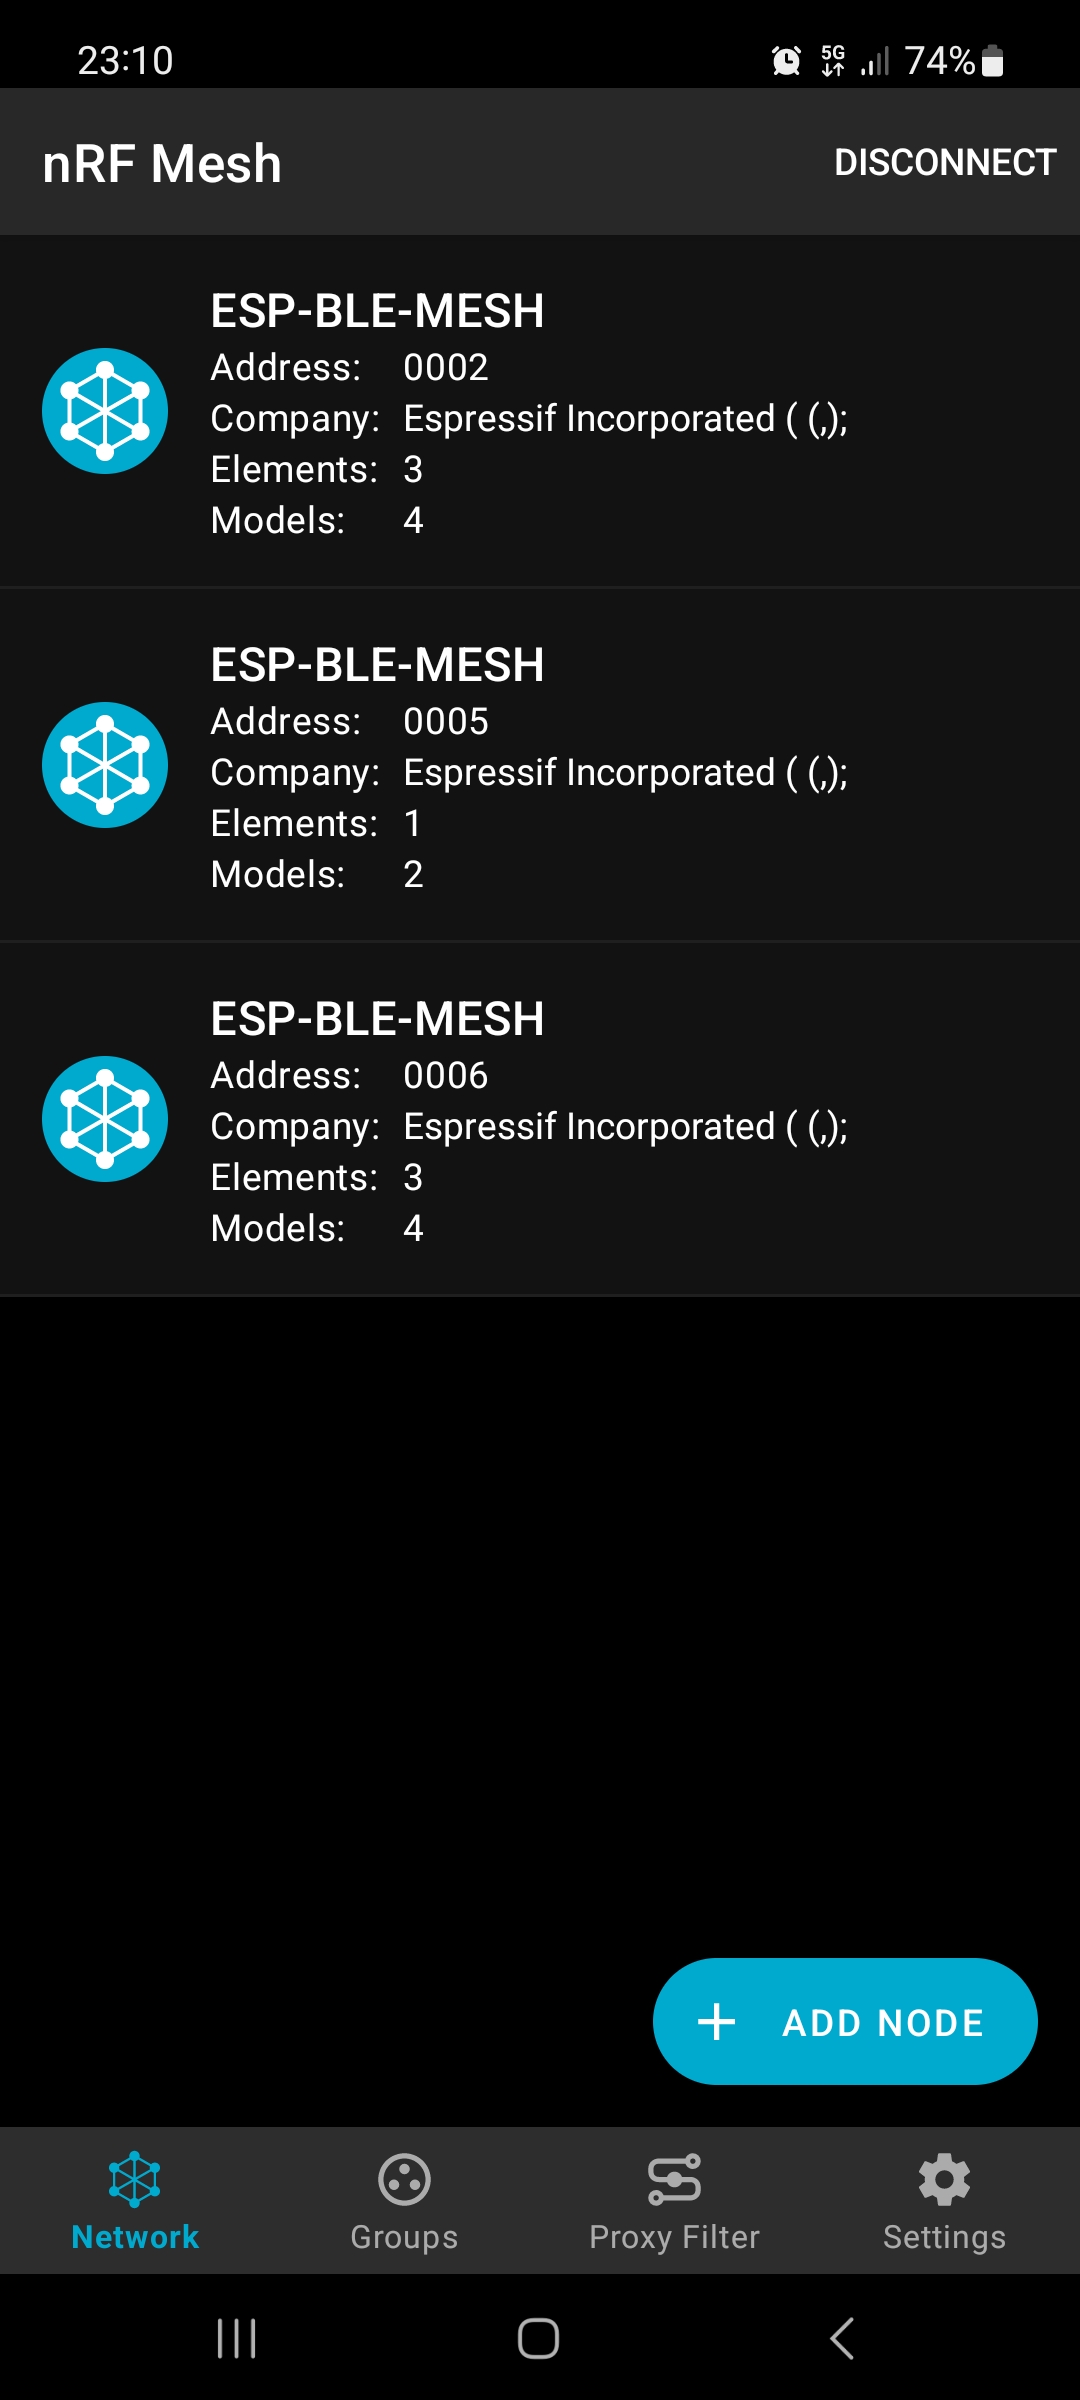 23:10 5G 74%
nRF Mesh DISCONNECT
ESP-BLE-MESH
Address: 0002
Company: Espressif Incorporated ( (,);
Elements: 3
Models: 4
ESP-BLE-MESH
Address: 0005
Company: Espressif Incorporated ( (,);
Elements: 1
Models: 2
ESP-BLE-MESH
Address: 0006
Company: Espressif Incorporated ( (,);
Elements: 3
Models: 4
+ ADD NODE
Network Groups Proxy Filter Settings